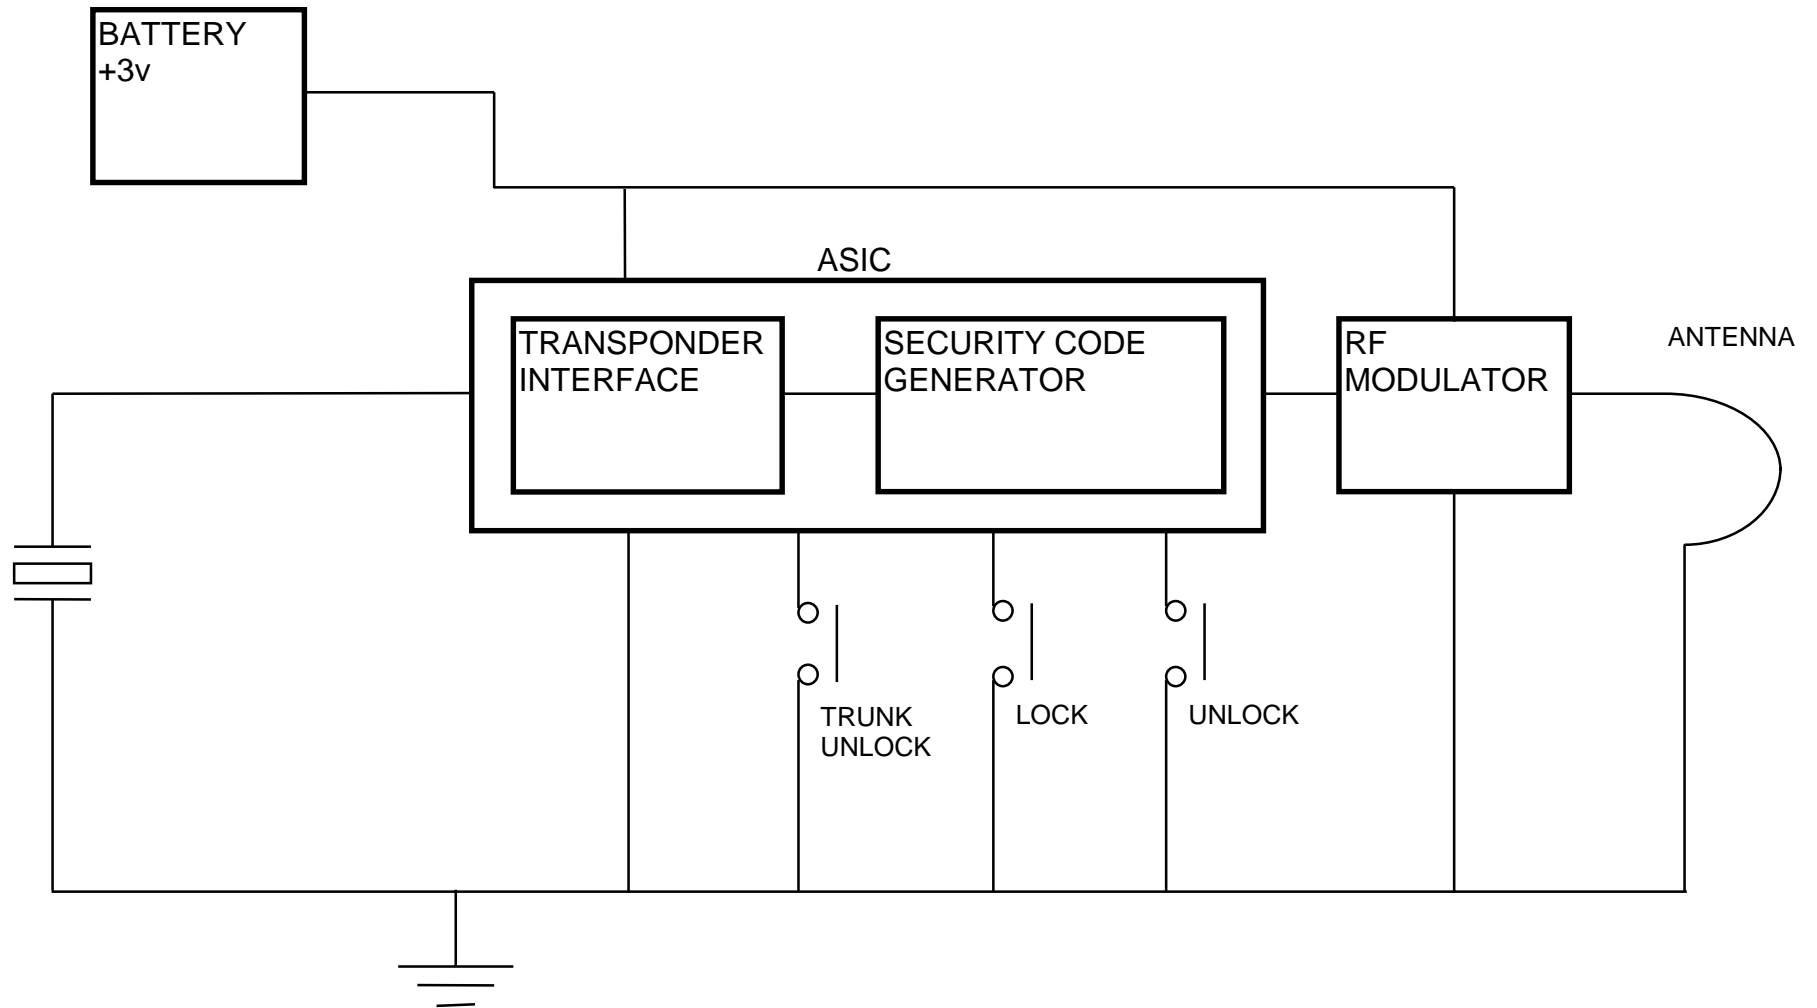 BATTERY
+3v
ASIC
TRANSPONDER
INTERFACE
SECURITY CODE
GENERATOR
RF
MODULATOR
ANTENNA
TRUNK
UNLOCK
LOCK
UNLOCK